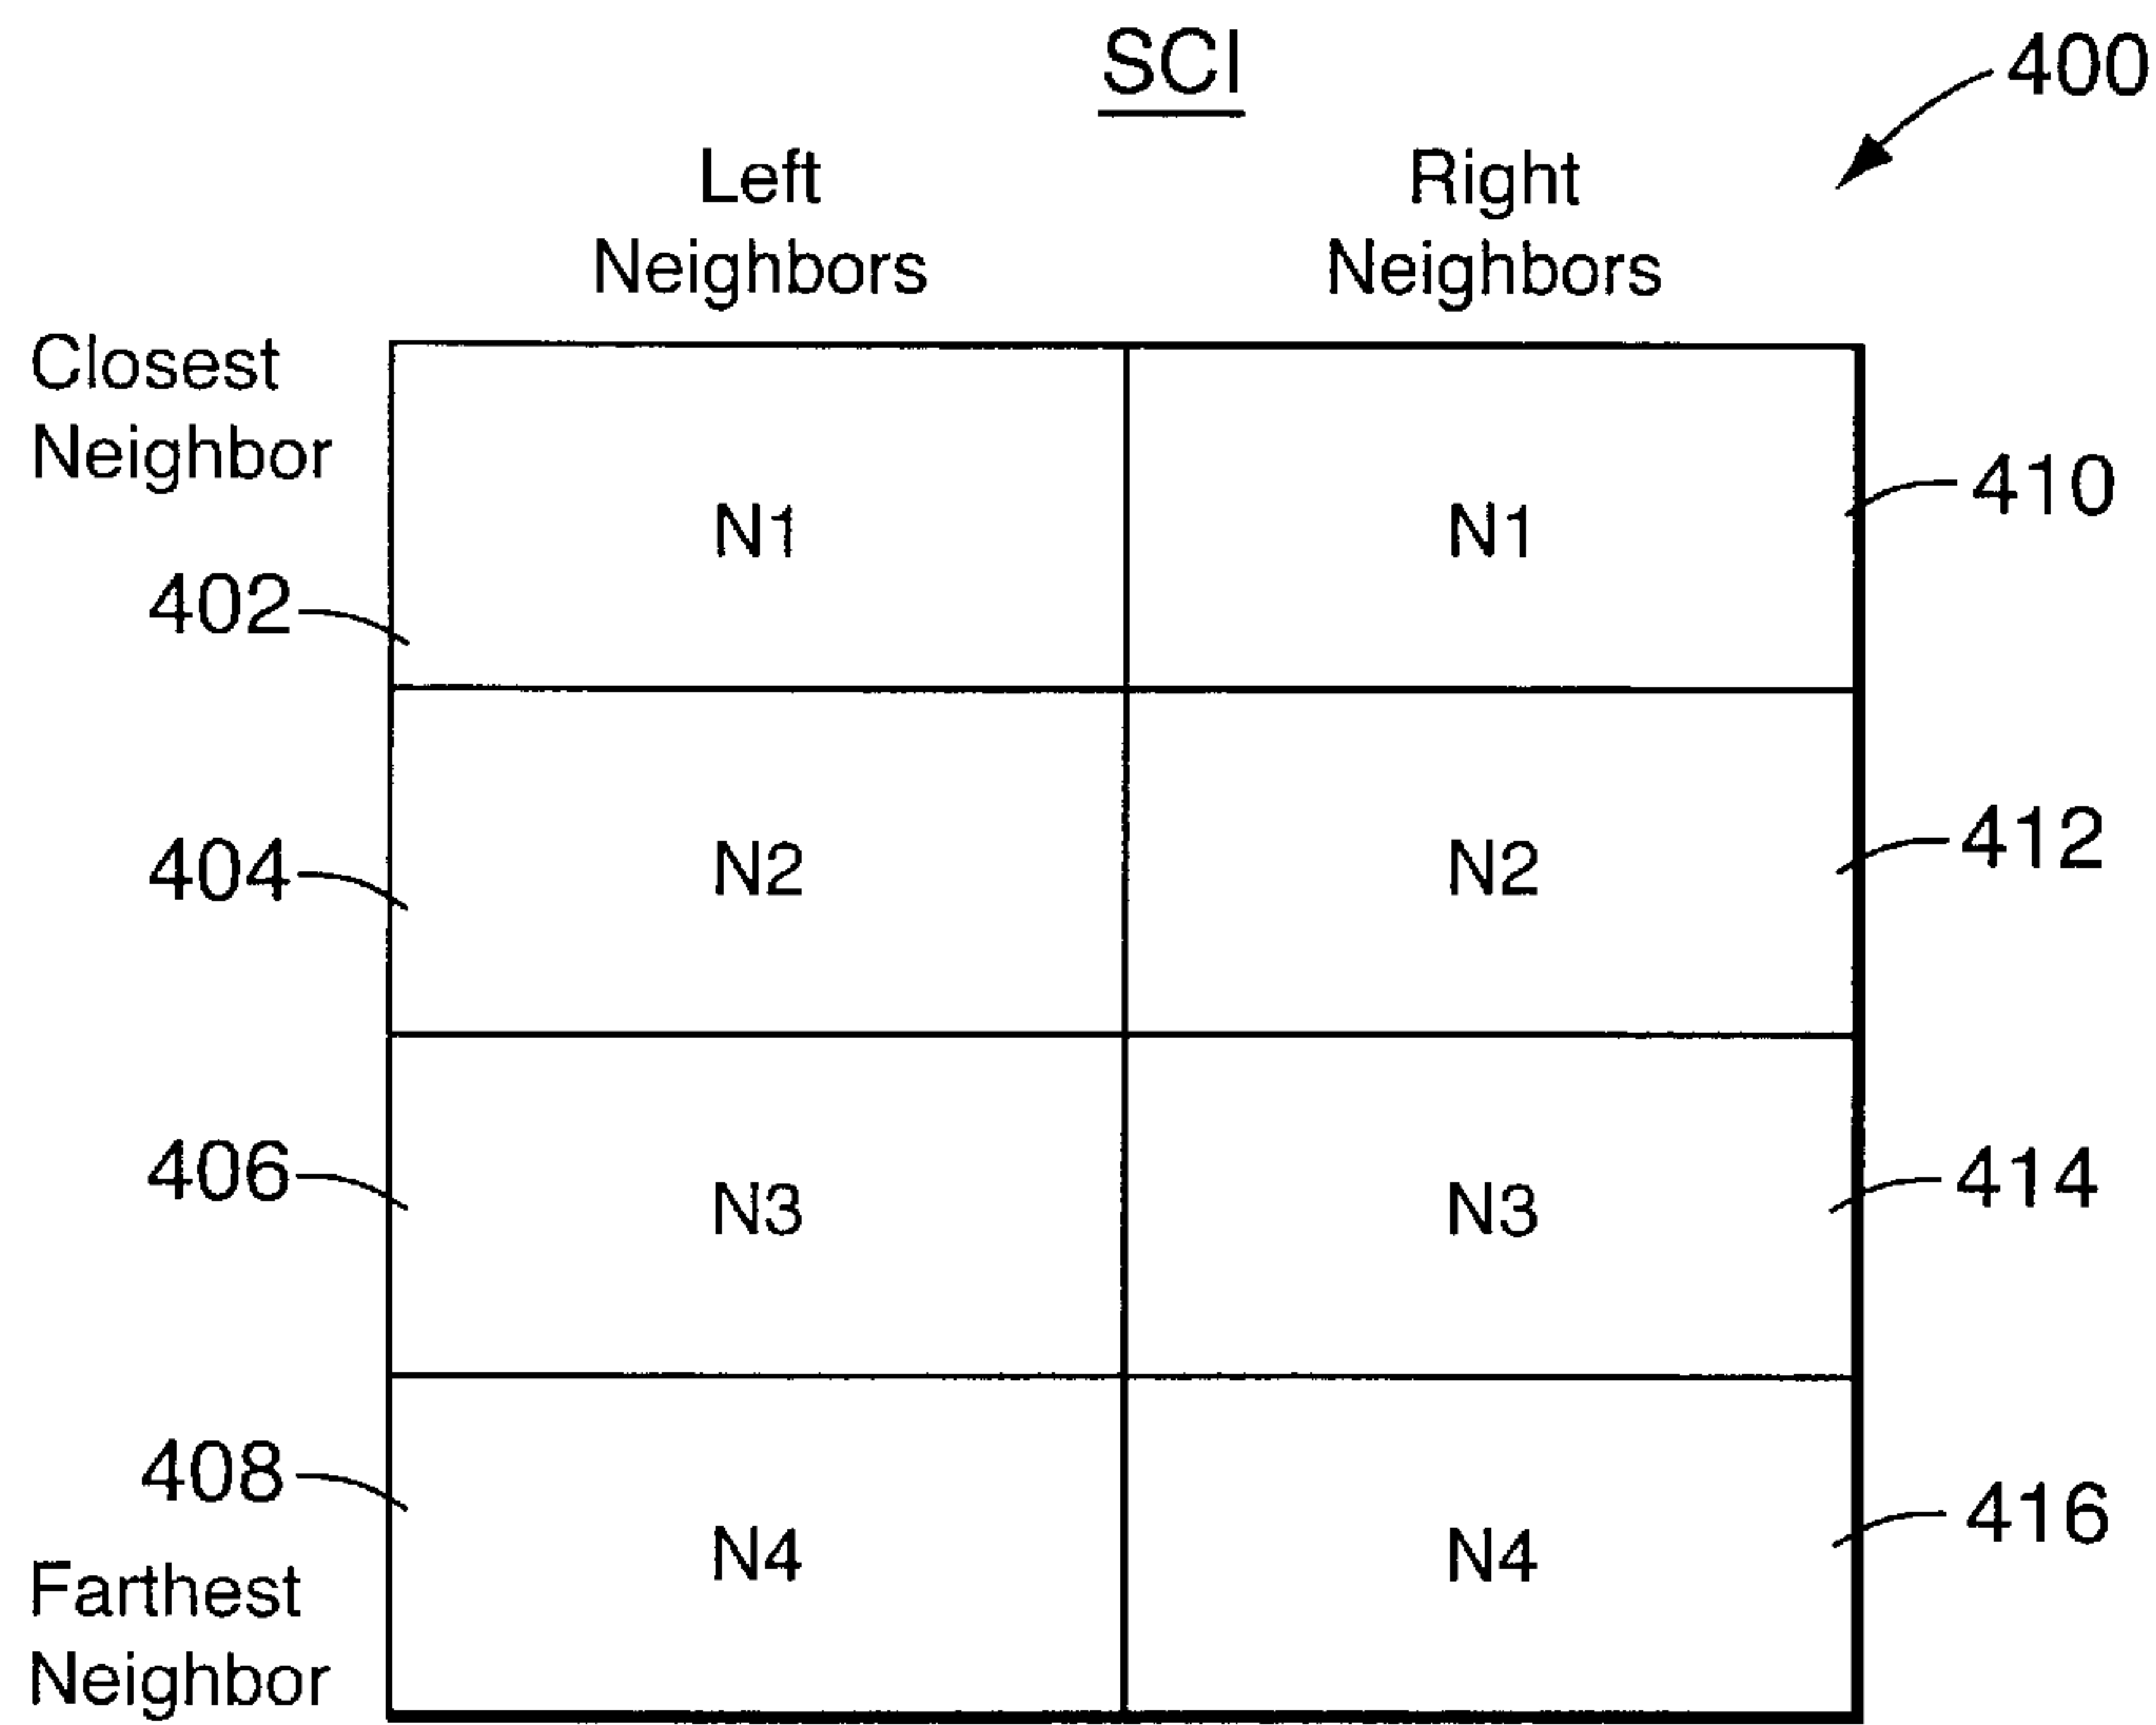 SCI
400
Left
Neighbors
Right
Neighbors
Closest
Neighbor
N1
N1
410
402
N2
N2
412
404
N3
N3
414
406
408
N4
N4
416
Farthest
Neighbor